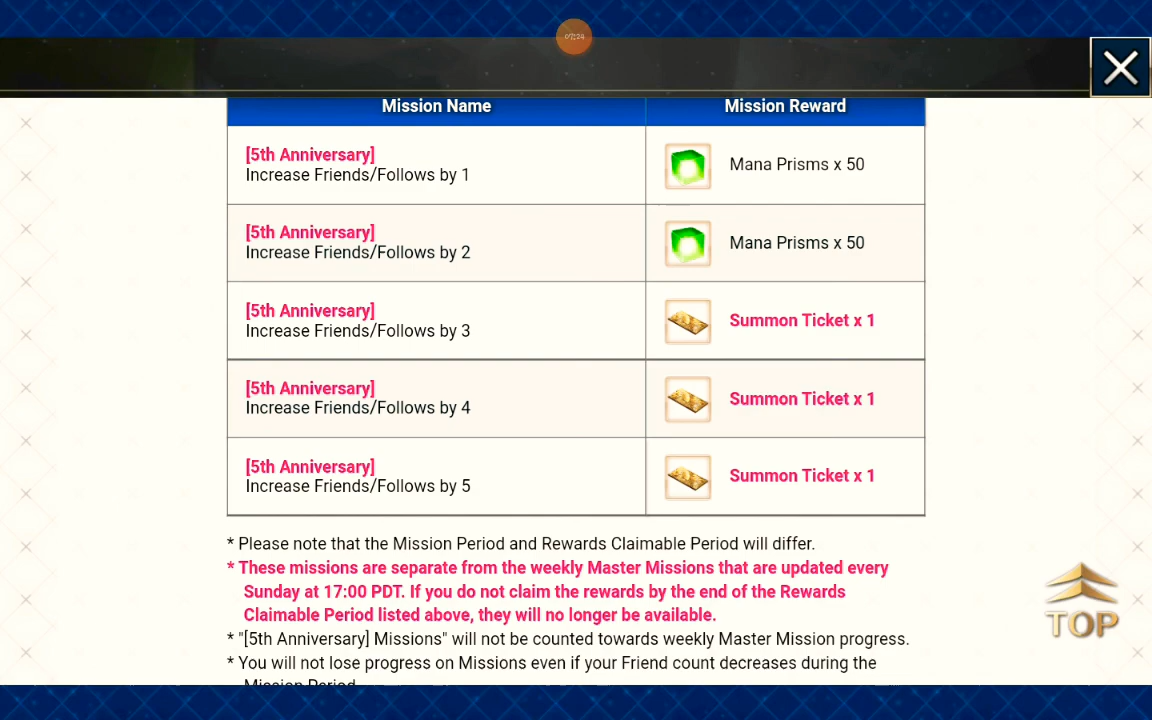 07:24
Mission Name
Mission Reward
[5th Anniversary]
Increase Friends/Follows by 1
Mana Prisms x 50
[5th Anniversary]
Increase Friends/Follows by 2
Mana Prisms x 50
[5th Anniversary]
Increase Friends/Follows by 3
Summon Ticket x 1
[5th Anniversary]
Increase Friends/Follows by 4
Summon Ticket x 1
[5th Anniversary]
Increase Friends/Follows by 5
Summon Ticket x 1
* Please note that the Mission Period and Rewards Claimable Period will differ.
* These missions are separate from the weekly Master Missions that are updated every
Sunday at 17:00 PDT. If you do not claim the rewards by the end of the Rewards
Claimable Period listed above, they will no longer be available.
* "[5th Anniversary] Missions" will not be counted towards weekly Master Mission progress.
* You will not lose progress on Missions even if your Friend count decreases during the
Mission Period
TOP